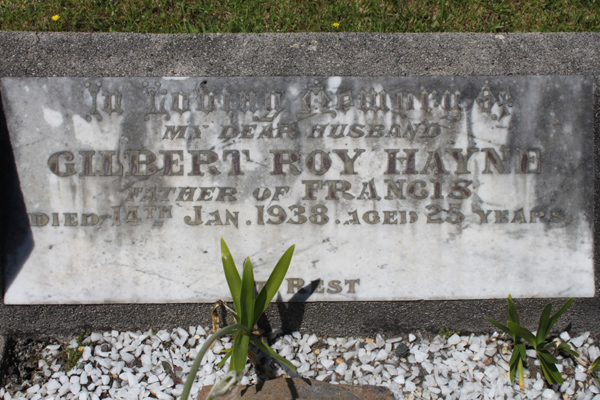 In Loving Memory of
MY DEAR HUSBAND
GILBERT ROY HAYNE
FATHER OF FRANCIS
DIED 14TH JAN. 1938. AGED 25 YEARS.
REST